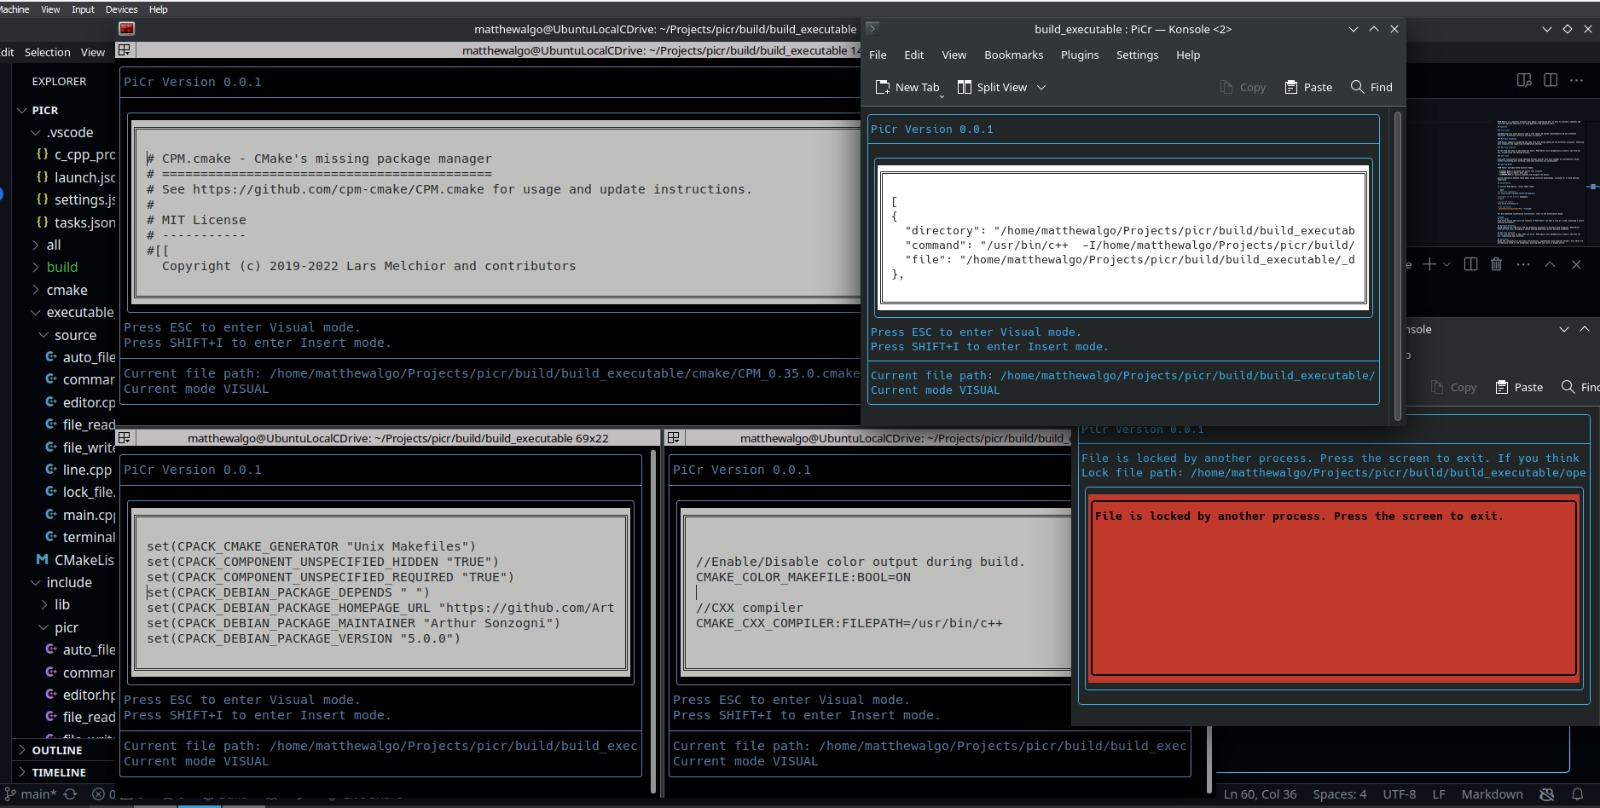 Machine View Input Devices Help
matthewalgo@UbuntuLocalCDrive: ~/Projects/picr/build/build_executable
dit Selection View
matthewalgo@UbuntuLocalCDrive: ~/Projects/picr/build/build_executable 14
EXPLORER
PICR
.vscode
c_cpp_pro
launch.jsc
settings.js
tasks.json
all
build
cmake
executable
source
auto_file
commar
editor.cp
file_read
file_write
line.cpp
lock_file.
main.cpp
terminal
CMakeLis
include
lib
picr
auto_file
commar
editor.hp
file_read
OUTLINE
TIMELINE
main*
PiCr Version 0.0.1
# CPM.cmake - CMake's missing package manager
# ===========================================
# See https://github.com/cpm-cmake/CPM.cmake for usage and update instructions.
#
# MIT License
# -----------
#[[
Copyright (c) 2019-2022 Lars Melchior and contributors
Press ESC to enter Visual mode.
Press SHIFT+I to enter Insert mode.
Current file path: /home/matthewalgo/Projects/picr/build/build_executable/cmake/CPM_0.35.0.cmake
Current mode VISUAL
build_executable : PiCr — Konsole <2>
File Edit View Bookmarks Plugins Settings Help
New Tab Split View Copy Paste Find
PiCr Version 0.0.1
[
{
"directory": "/home/matthewalgo/Projects/picr/build/build_executab
"command": "/usr/bin/c++ -I/home/matthewalgo/Projects/picr/build/
"file": "/home/matthewalgo/Projects/picr/build/build_executable/_d
},
Press ESC to enter Visual mode.
Press SHIFT+I to enter Insert mode.
Current file path: /home/matthewalgo/Projects/picr/build/build_executable/
Current mode VISUAL
matthewalgo@UbuntuLocalCDrive: ~/Projects/picr/build/build_executable 69x22
PiCr Version 0.0.1
set(CPACK_CMAKE_GENERATOR "Unix Makefiles")
set(CPACK_COMPONENT_UNSPECIFIED_HIDDEN "TRUE")
set(CPACK_COMPONENT_UNSPECIFIED_REQUIRED "TRUE")
set(CPACK_DEBIAN_PACKAGE_DEPENDS " ")
set(CPACK_DEBIAN_PACKAGE_HOMEPAGE_URL "https://github.com/Art
set(CPACK_DEBIAN_PACKAGE_MAINTAINER "Arthur Sonzogni")
set(CPACK_DEBIAN_PACKAGE_VERSION "5.0.0")
Press ESC to enter Visual mode.
Press SHIFT+I to enter Insert mode.
Current file path: /home/matthewalgo/Projects/picr/build/build_exec
Current mode VISUAL
matthewalgo@UbuntuLocalCDrive: ~/Projects/picr/build/build_
PiCr Version 0.0.1
//Enable/Disable color output during build.
CMAKE_COLOR_MAKEFILE:BOOL=ON
//CXX compiler
CMAKE_CXX_COMPILER:FILEPATH=/usr/bin/c++
Press ESC to enter Visual mode.
Press SHIFT+I to enter Insert mode.
Current file path: /home/matthewalgo/Projects/picr/build/build_exec
Current mode VISUAL
nsole
Copy Paste Find
PiCr Version 0.0.1
File is locked by another process. Press the screen to exit. If you think
Lock file path: /home/matthewalgo/Projects/picr/build/build_executable/ope
File is locked by another process. Press the screen to exit.
Ln 60, Col 36 Spaces: 4 UTF-8 LF Markdown